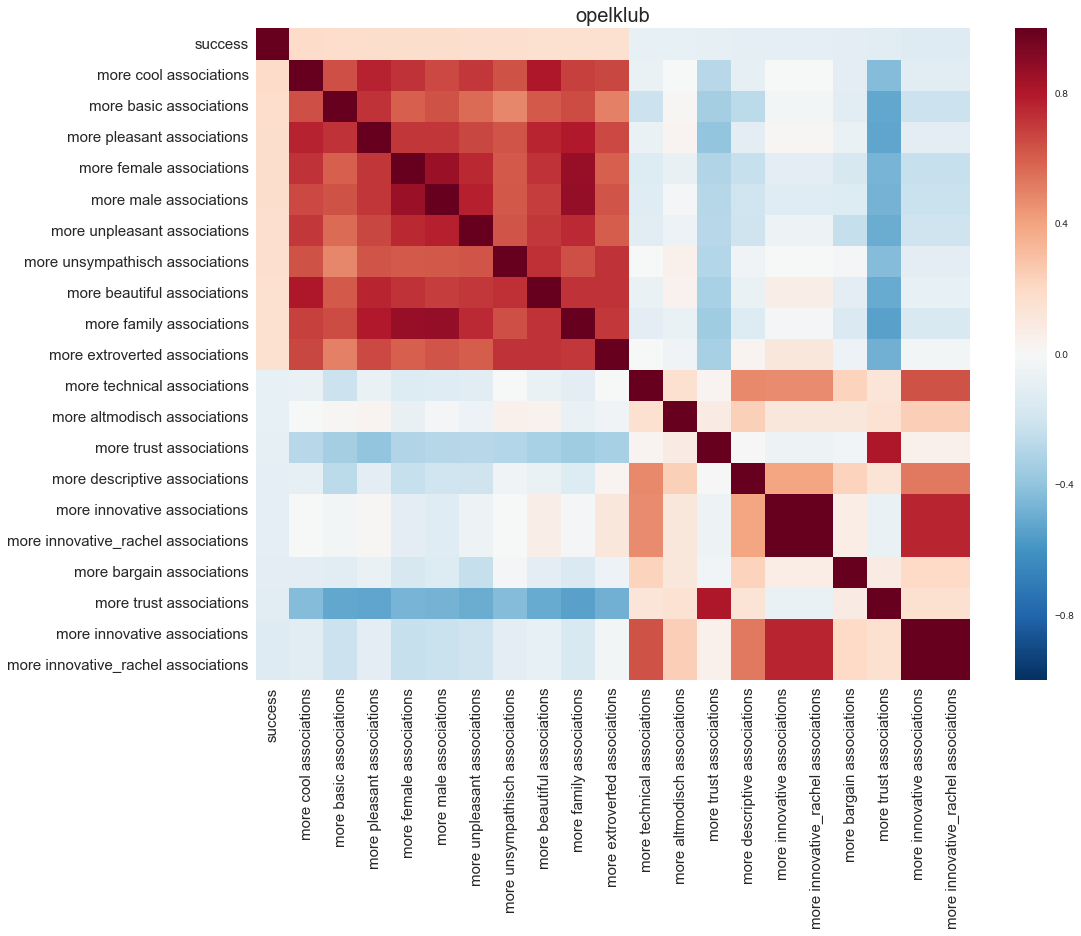 opelklub
success
more cool associations
more basic associations
more pleasant associations
more female associations
more male associations
more unpleasant associations
more unsympathisch associations
more beautiful associations
more family associations
more extroverted associations
more technical associations
more altmodisch associations
more trust associations
more descriptive associations
more innovative associations
more innovative_rachel associations
more bargain associations
more trust associations
more innovative associations
more innovative_rachel associations
success
more cool associations
more basic associations
more pleasant associations
more female associations
more male associations
more unpleasant associations
more unsympathisch associations
more beautiful associations
more family associations
more extroverted associations
more technical associations
more altmodisch associations
more trust associations
more descriptive associations
more innovative associations
more innovative_rachel associations
more bargain associations
more trust associations
more innovative associations
more innovative_rachel associations
0.8
0.4
0.0
−0.4
−0.8